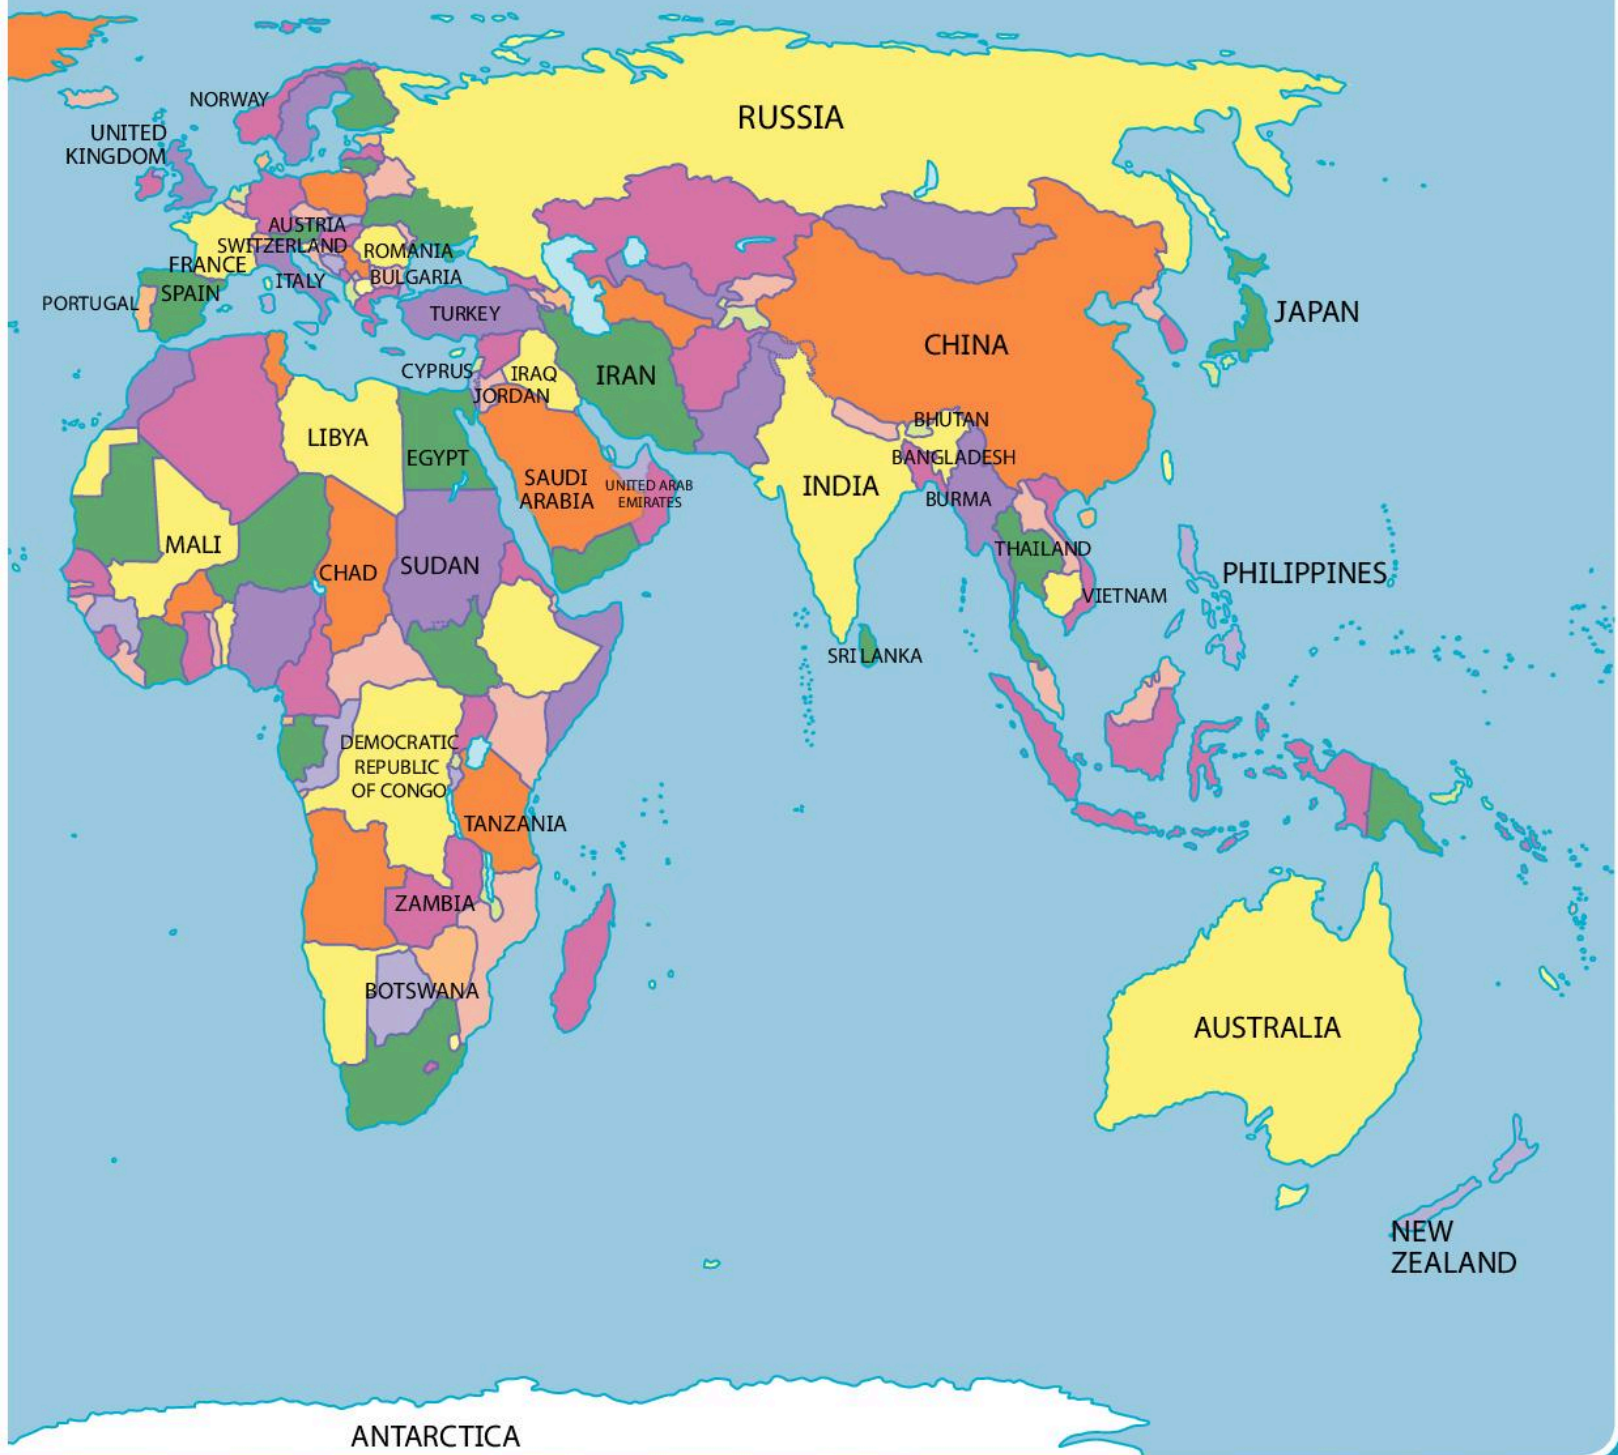 RUSSIA
NORWAY
UNITED
KINGDOM
AUSTRIA
SWITZERLAND
ROMANIA
FRANCE
ITALY
BULGARIA
SPAIN
PORTUGAL
TURKEY
JAPAN
CHINA
CYPRUS
IRAQ
IRAN
JORDAN
BHUTAN
LIBYA
EGYPT
BANGLADESH
SAUDI
ARABIA
UNITED ARAB
EMIRATES
INDIA
BURMA
MALI
THAILAND
CHAD
SUDAN
PHILIPPINES
VIETNAM
SRI LANKA
DEMOCRATIC
REPUBLIC
OF CONGO
TANZANIA
ZAMBIA
BOTSWANA
AUSTRALIA
NEW
ZEALAND
ANTARCTICA